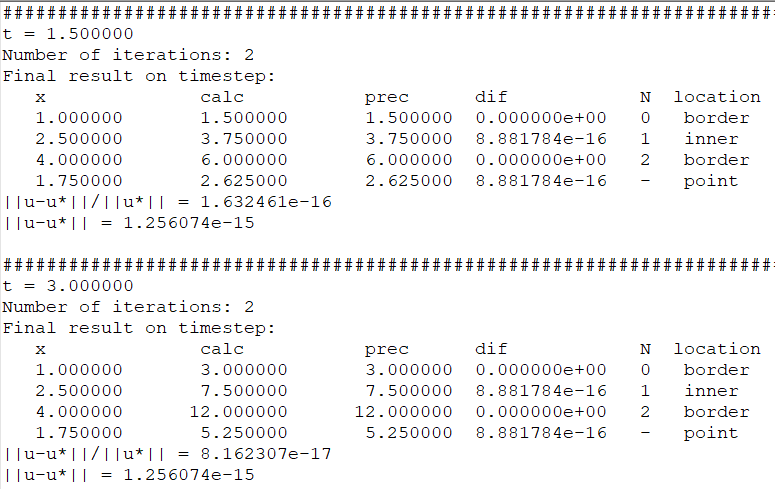 ######################################################################
t = 1.500000
Number of iterations: 2
Final result on timestep:
x calc prec dif N location
1.000000 1.500000 1.500000 0.000000e+00 0 border
2.500000 3.750000 3.750000 8.881784e-16 1 inner
4.000000 6.000000 6.000000 0.000000e+00 2 border
1.750000 2.625000 2.625000 8.881784e-16 - point
||u-u*||/||u*|| = 1.632461e-16
||u-u*|| = 1.256074e-15
######################################################################
t = 3.000000
Number of iterations: 2
Final result on timestep:
x calc prec dif N location
1.000000 3.000000 3.000000 0.000000e+00 0 border
2.500000 7.500000 7.500000 8.881784e-16 1 inner
4.000000 12.000000 12.000000 0.000000e+00 2 border
1.750000 5.250000 5.250000 8.881784e-16 - point
||u-u*||/||u*|| = 8.162307e-17
||u-u*|| = 1.256074e-15